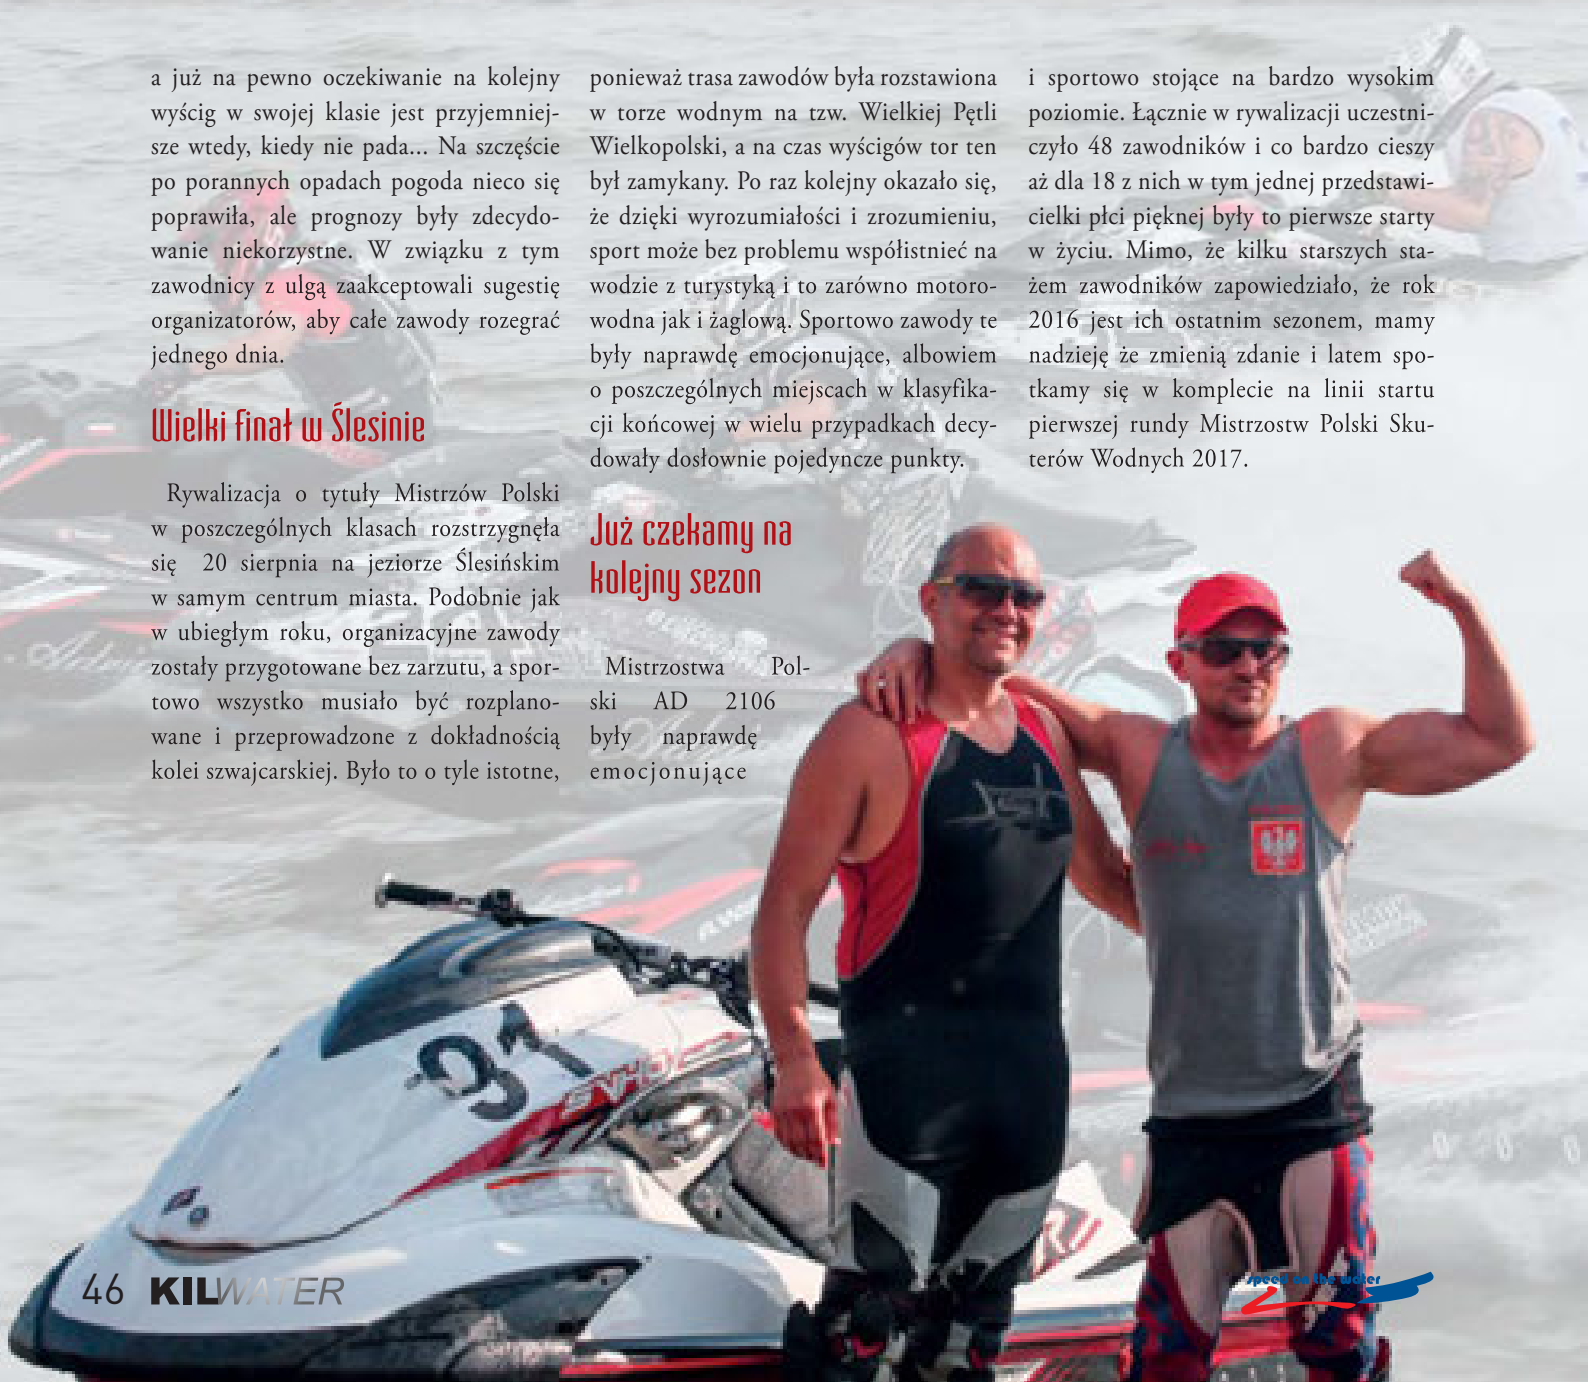 a już na pewno oczekiwanie na kolejny
wyścig w swojej klasie jest przyjemniej-
sze wtedy, kiedy nie pada... Na szczęście
po porannych opadach pogoda nieco się
poprawiła, ale prognozy były zdecydo-
wanie niekorzystne. W związku z tym
zawodnicy z ulgą zaakceptowali sugestię
organizatorów, aby całe zawody rozegrać
jednego dnia.
Wielki finał w Ślesinie
Rywalizacja o tytuły Mistrzów Polski
w poszczególnych klasach rozstrzygnęła
się 20 sierpnia na jeziorze Ślesińskim
w samym centrum miasta. Podobnie jak
w ubiegłym roku, organizacyjne zawody
zostały przygotowane bez zarzutu, a spor-
towo wszystko musiało być rozplano-
wane i przeprowadzone z dokładnością
kolei szwajcarskiej. Było to o tyle istotne,
ponieważ trasa zawodów była rozstawiona
w torze wodnym na tzw. Wielkiej Pętli
Wielkopolski, a na czas wyścigów tor ten
był zamykany. Po raz kolejny okazało się,
że dzięki wyrozumiałości i zrozumieniu,
sport może bez problemu współistnieć na
wodzie z turystyką i to zarówno motoro-
wodna jak i żaglową. Sportowo zawody te
były naprawdę emocjonujące, albowiem
o poszczególnych miejscach w klasyfika-
cji końcowej w wielu przypadkach decy-
dowały dosłownie pojedyncze punkty.
Już czekamy na
kolejny sezon
Mistrzostwa Pol-
ski AD 2106
były naprawdę
emocjonujące
i sportowo stojące na bardzo wysokim
poziomie. Łącznie w rywalizacji uczestni-
czyło 48 zawodników i co bardzo cieszy
aż dla 18 z nich w tym jednej przedstawi-
cielki płci pięknej były to pierwsze starty
w życiu. Mimo, że kilku starszych sta-
żem zawodników zapowiedziało, że rok
2016 jest ich ostatnim sezonem, mamy
nadzieję że zmienią zdanie i latem spo-
tkamy się w komplecie na linii startu
pierwszej rundy Mistrzostw Polski Sku-
terów Wodnych 2017.
31
SVHO
46 KILWATER
speed on the water